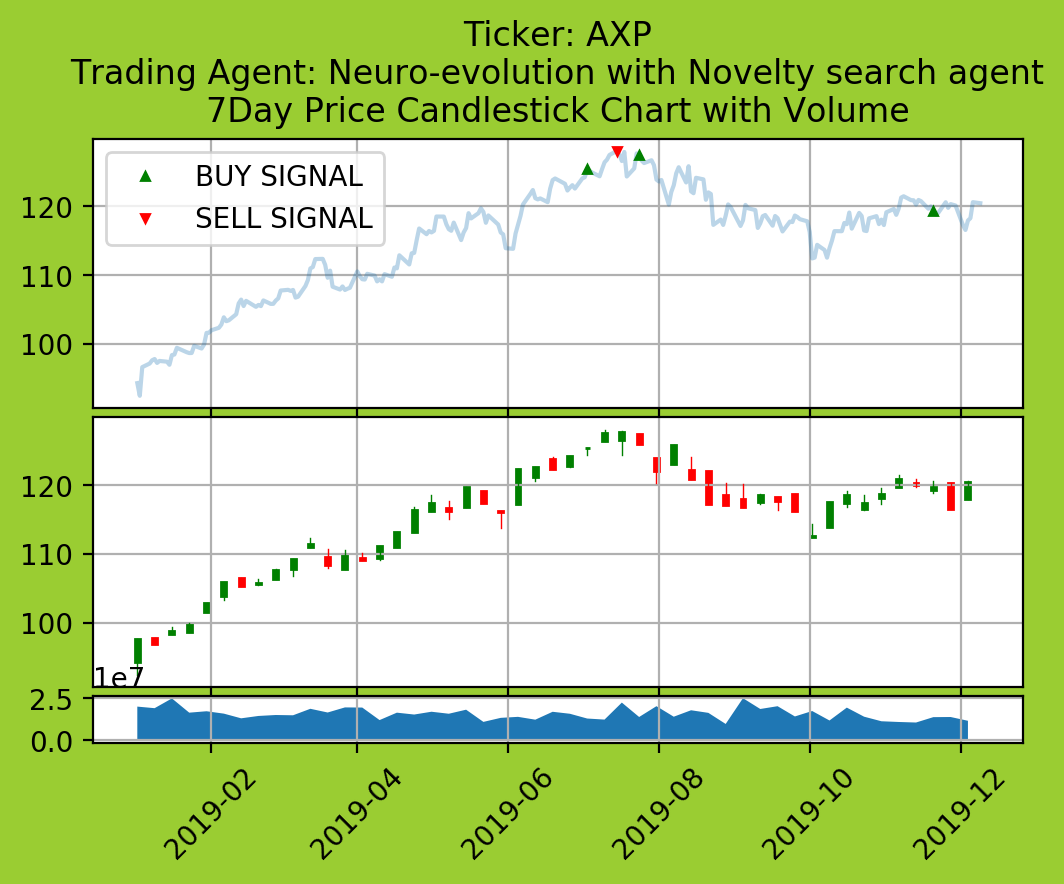 Ticker: AXP
Trading Agent: Neuro-evolution with Novelty search agent
7Day Price Candlestick Chart with Volume
BUY SIGNAL
SELL SIGNAL
120
110
100
120
110
100
1e7
2.5
0.0
2019-02
2019-04
2019-06
2019-08
2019-10
2019-12